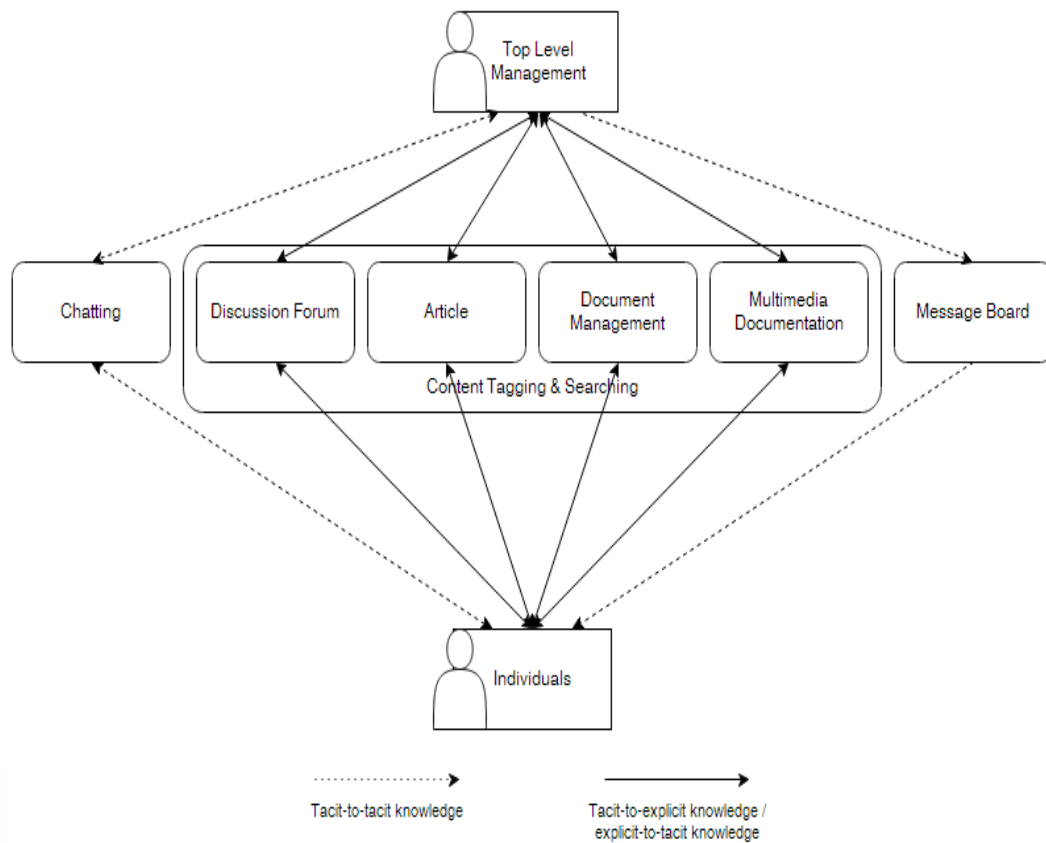 Top Level
Management
Chatting
Discussion Forum
Article
Document
Management
Multimedia
Documentation
Message Board
Content Tagging & Searching
Individuals
Tacit-to-tacit knowledge
Tacit-to-explicit knowledge /
explicit-to-tacit knowledge